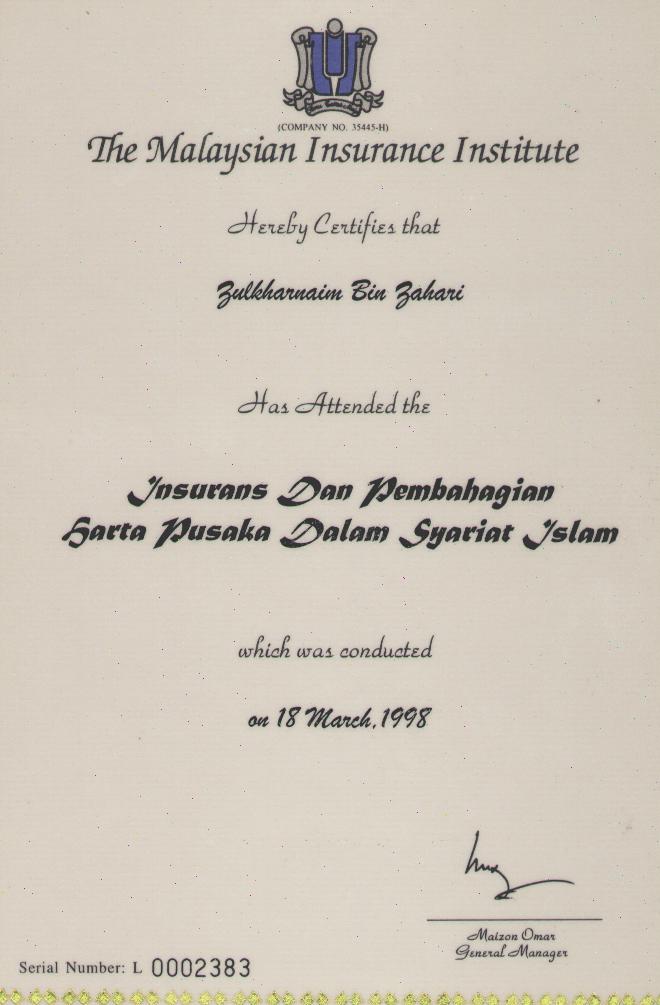 (COMPANY NO. 35445-H)
The Malaysian Insurance Institute
Hereby Certifies that
Zulkharnaim Bin Zahari
Has Attended the
Insurans Dan Pembahagian
Harta Pusaka Dalam Syariat Islam
which was conducted
on 18 March, 1998
Maizon Omar
General Manager
Serial Number: L 0002383